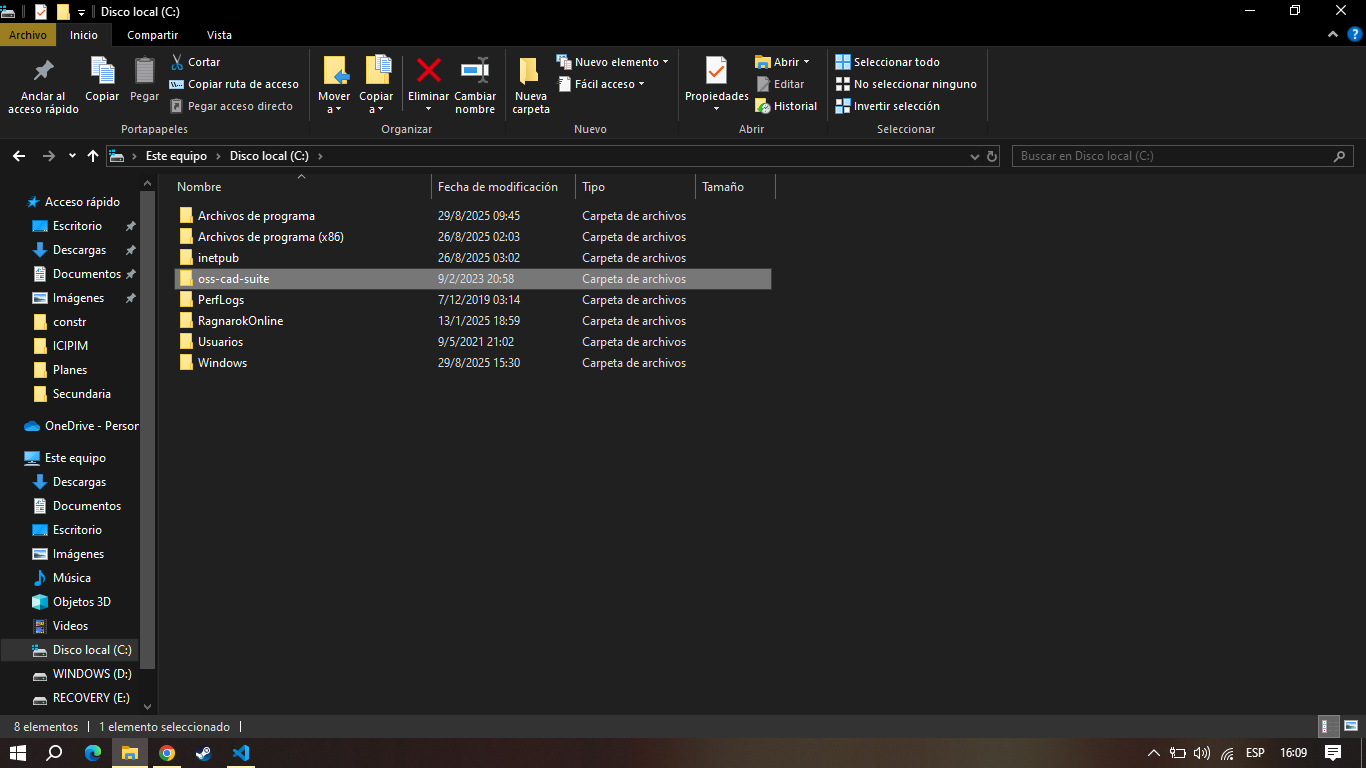 Disco local (C:)
Archivo Inicio Compartir Vista
Anclar al acceso rápido
Copiar
Pegar
Cortar
Copiar ruta de acceso
Pegar acceso directo
Portapapeles
Mover a
Copiar a
Eliminar
Cambiar nombre
Organizar
Nueva carpeta
Nuevo elemento
Fácil acceso
Nuevo
Propiedades
Abrir
Editar
Historial
Abrir
Seleccionar todo
No seleccionar ninguno
Invertir selección
Seleccionar
Este equipo > Disco local (C:) >
Buscar en Disco local (C:)
Acceso rápido
Escritorio
Descargas
Documentos
Imágenes
constr
ICIPIM
Planes
Secundaria
OneDrive - Person
Este equipo
Descargas
Documentos
Escritorio
Imágenes
Música
Objetos 3D
Videos
Disco local (C:)
WINDOWS (D:)
RECOVERY (E:)
Nombre Fecha de modificación Tipo Tamaño
Archivos de programa 29/8/2025 09:45 Carpeta de archivos
Archivos de programa (x86) 26/8/2025 02:03 Carpeta de archivos
inetpub 26/8/2025 03:02 Carpeta de archivos
oss-cad-suite 9/2/2023 20:58 Carpeta de archivos
PerfLogs 7/12/2019 03:14 Carpeta de archivos
RagnarokOnline 13/1/2025 18:59 Carpeta de archivos
Usuarios 9/5/2021 21:02 Carpeta de archivos
Windows 29/8/2025 15:30 Carpeta de archivos
8 elementos 1 elemento seleccionado
ESP 16:09